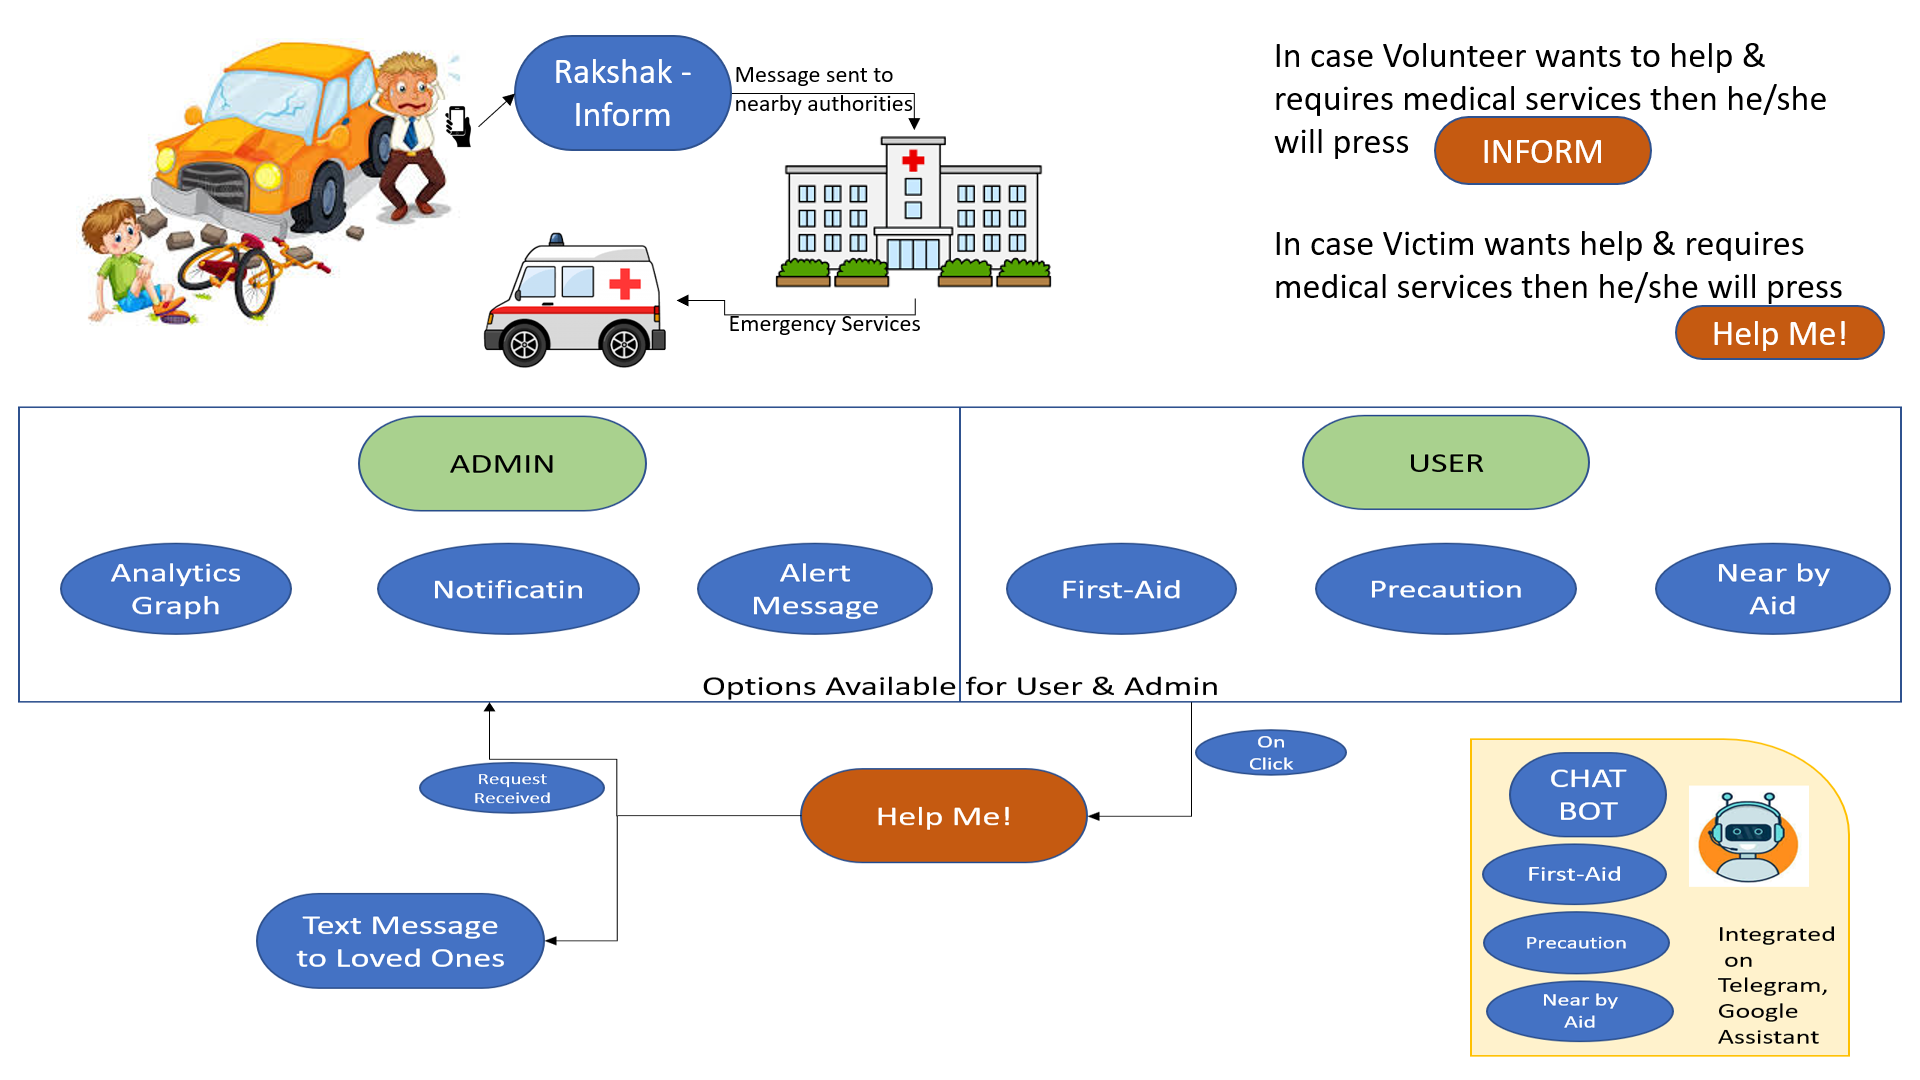 Rakshak -
Inform
Message sent to
nearby authorities
Emergency Services
In case Volunteer wants to help &
requires medical services then he/she
will press
INFORM
In case Victim wants help & requires
medical services then he/she will press
Help Me!
ADMIN
USER
Analytics
Graph
Notificatin
Alert
Message
First-Aid
Precaution
Near by
Aid
Options Available for User & Admin
On
Click
Request
Received
Help Me!
Text Message
to Loved Ones
CHAT
BOT
First-Aid
Precaution
Near by
Aid
Integrated
on
Telegram,
Google
Assistant